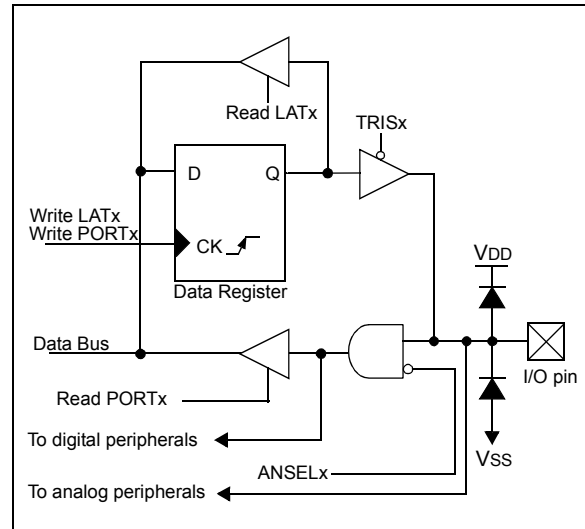 Read LATx
TRISx
D
Q
Write LATx
Write PORTx
CK
Data Register
VDD
Data Bus
I/O pin
Read PORTx
To digital peripherals
VSS
ANSELx
To analog peripherals